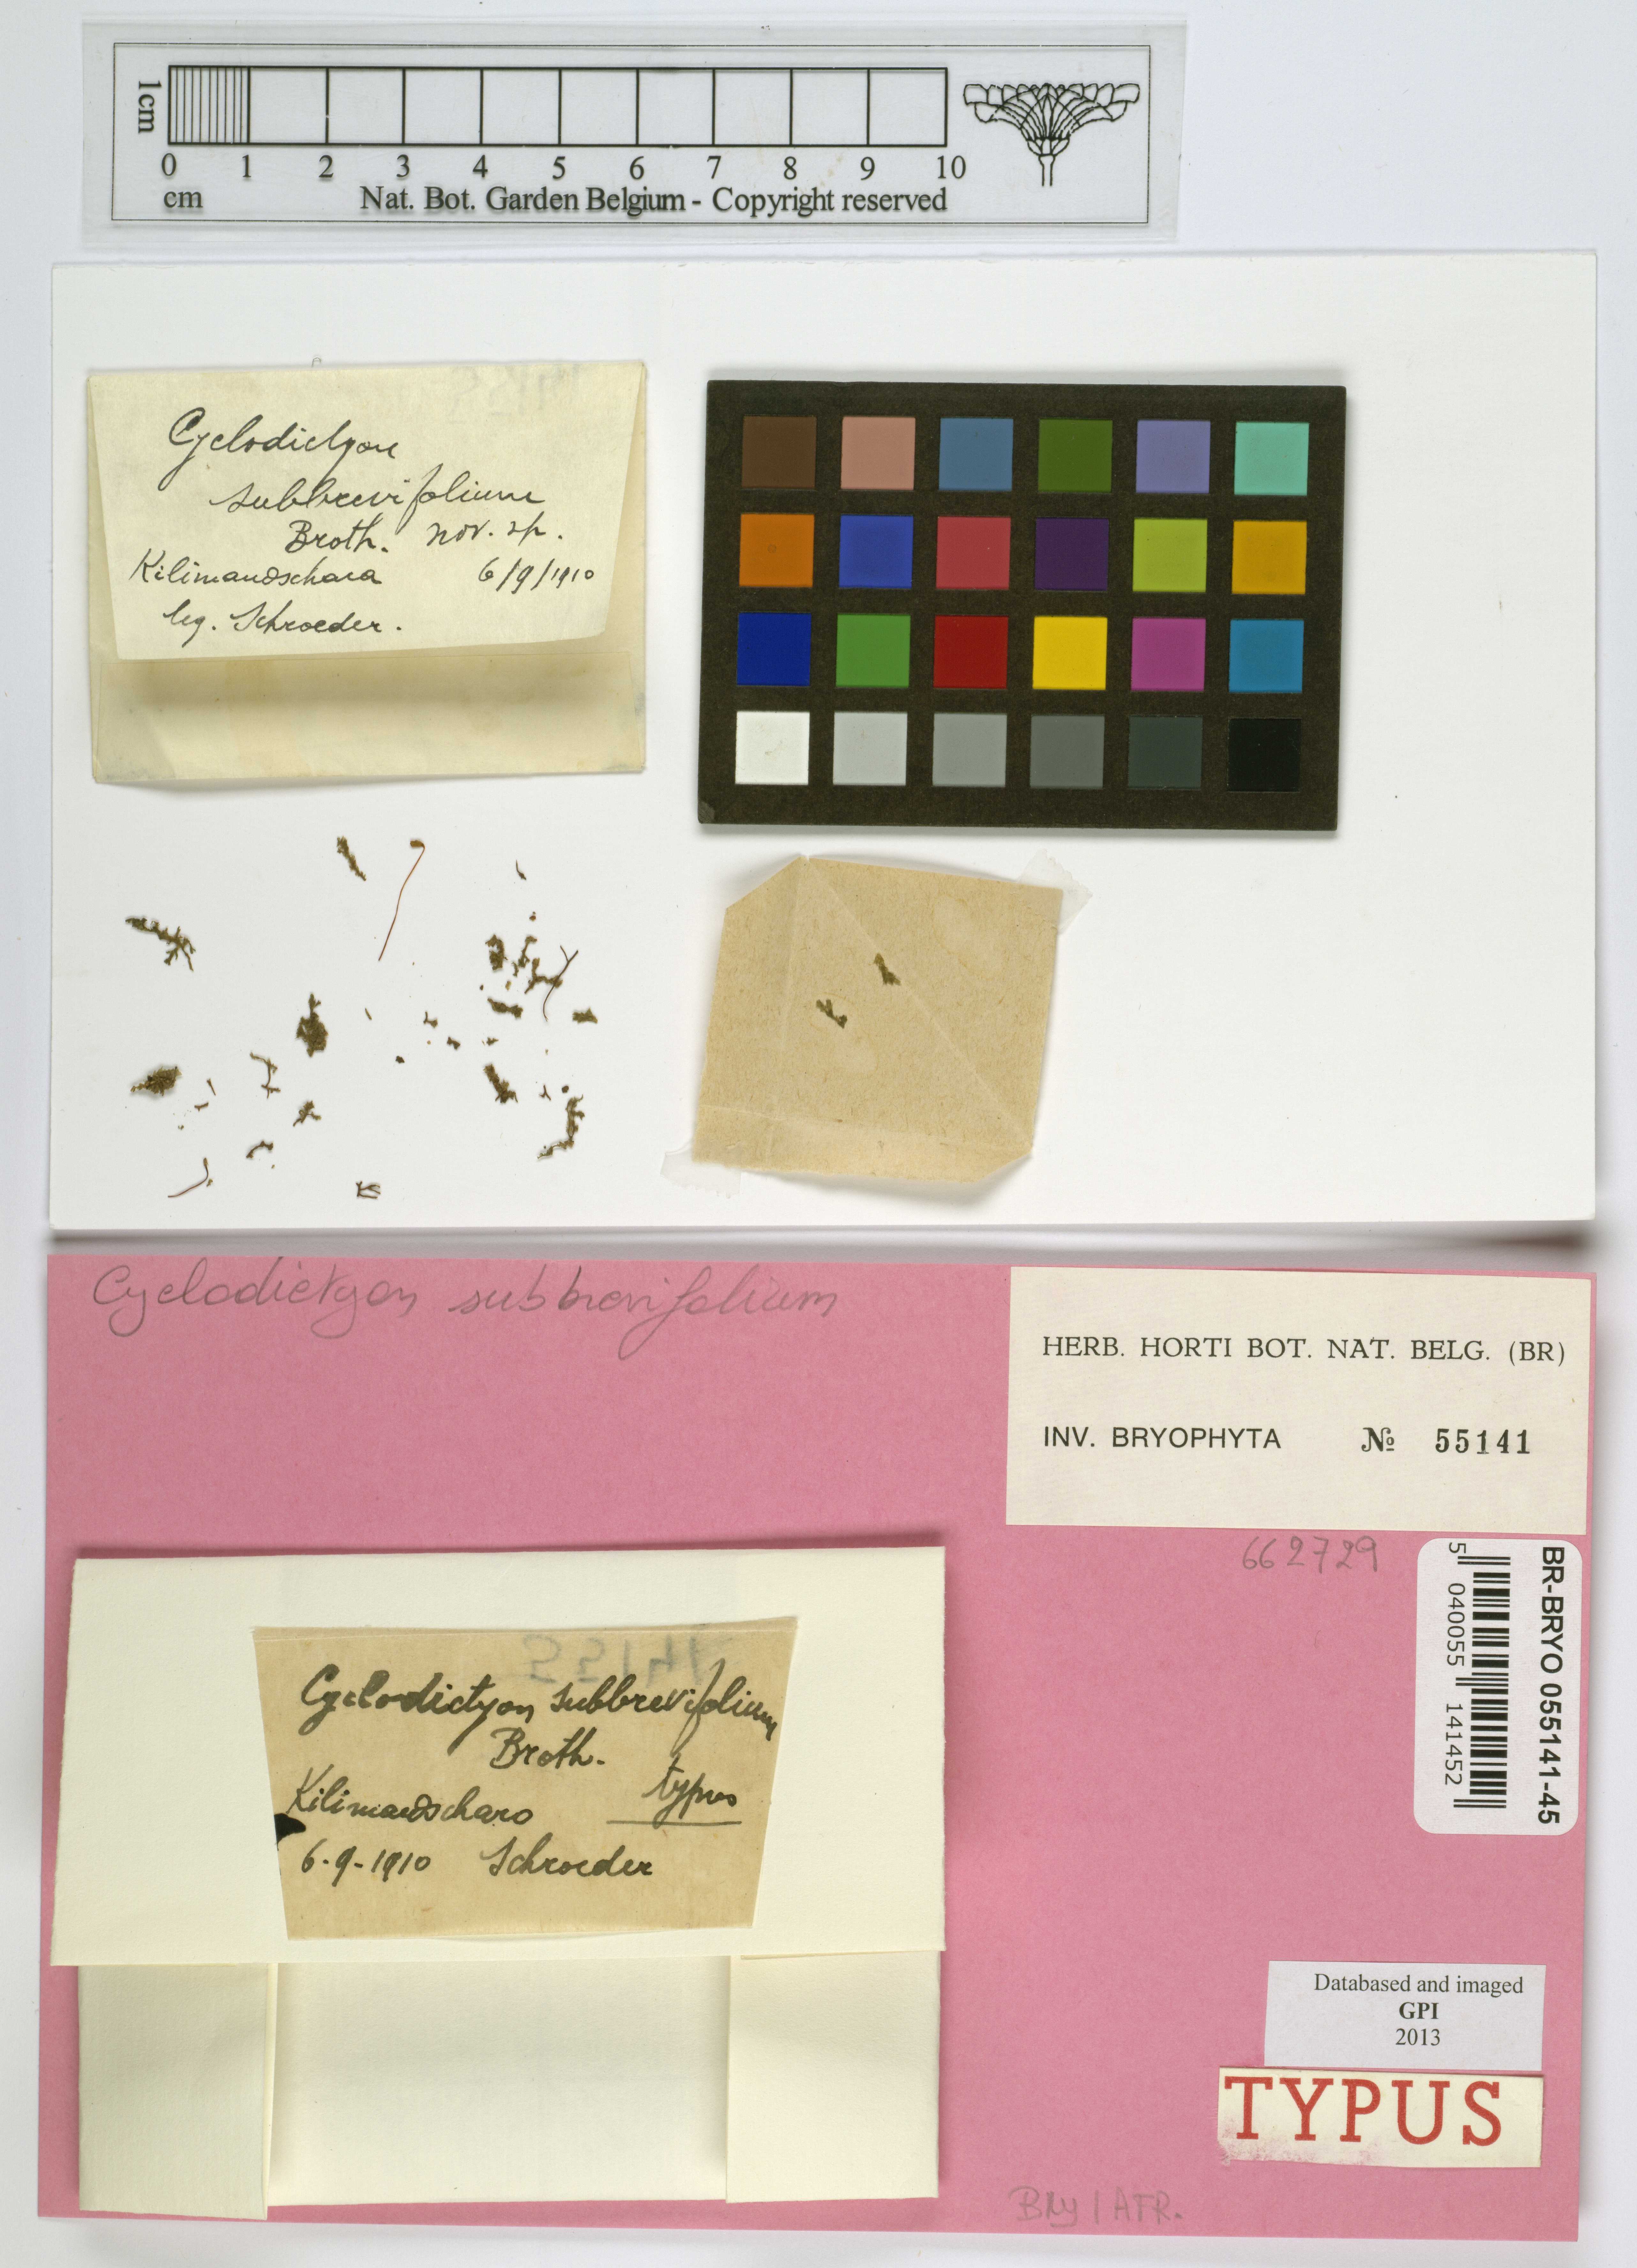 1cm
0 1 2 3 4 5 6 7 8 9 10
cm Nat. Bot. Garden Belgium - Copyright reserved
Cyclodictyon
subbrevifolium
Broth. nov. sp.
Kilimandschara 6/9/1910
leg. Schroeder.
Cyclodictyon subbrevifolium
HERB. HORTI BOT. NAT. BELG. (BR)
INV. BRYOPHYTA № 55141
662729
BR-BRYO 055141-45
5 040055 141452
55141
Cyclodictyon subbrevifolium
Broth.
typus
Kilimandscharo
6-9-1910 Schroeder
Databased and imaged
GPI
2013
TYPUS
Bry / AFR.